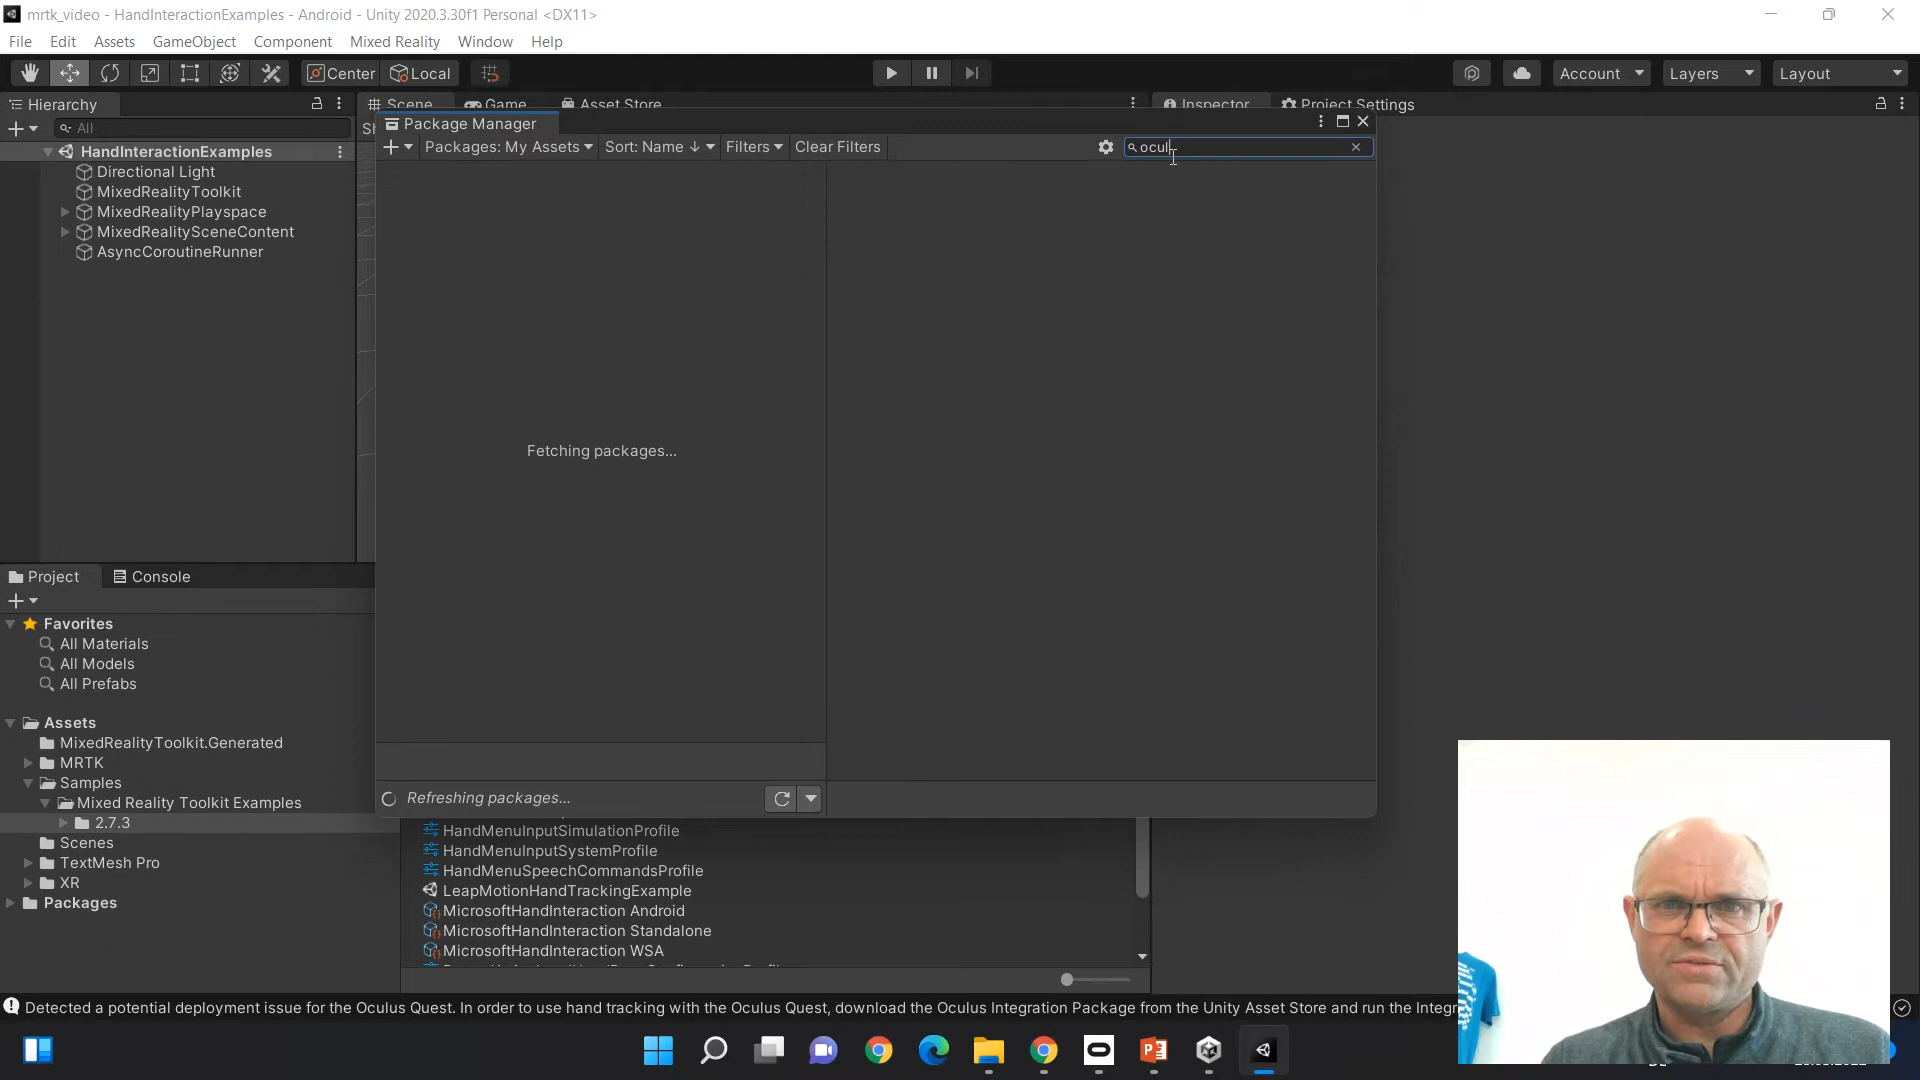 mrtk_video - HandInteractionExamples - Android - Unity 2020.3.30f1 Personal <DX11>
File Edit Assets GameObject Component Mixed Reality Window Help
Center Local Account Layers Layout
Hierarchy Scene Game Asset Store Inspector Project Settings
All
Package Manager
Packages: My Assets Sort: Name ↓ Filters Clear Filters ocul
HandInteractionExamples
Directional Light
MixedRealityToolkit
MixedRealityPlayspace
MixedRealitySceneContent
AsyncCoroutineRunner
Fetching packages...
Refreshing packages...
Project Console
Favorites
All Materials
All Models
All Prefabs
Assets
MixedRealityToolkit.Generated
MRTK
Samples
Mixed Reality Toolkit Examples
2.7.3
Scenes
TextMesh Pro
XR
Packages
HandMenuInputSimulationProfile
HandMenuInputSystemProfile
HandMenuSpeechCommandsProfile
LeapMotionHandTrackingExample
MicrosoftHandInteraction Android
MicrosoftHandInteraction Standalone
MicrosoftHandInteraction WSA
Detected a potential deployment issue for the Oculus Quest. In order to use hand tracking with the Oculus Quest, download the Oculus Integration Package from the Unity Asset Store and run the Integr